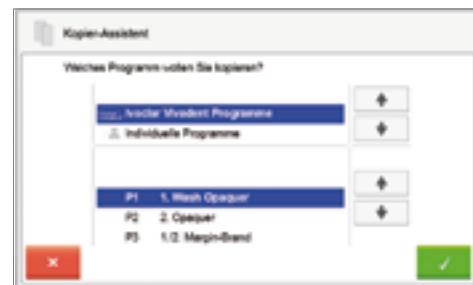 Kopier-Assistent
Welches Programm wollen Sie kopieren?
Ivoclar Vivadent Programme
Individuelle Programme
P1 1. Wash Opaquer
P2 2. Opaquer
P3 1./2. Margin-Brand